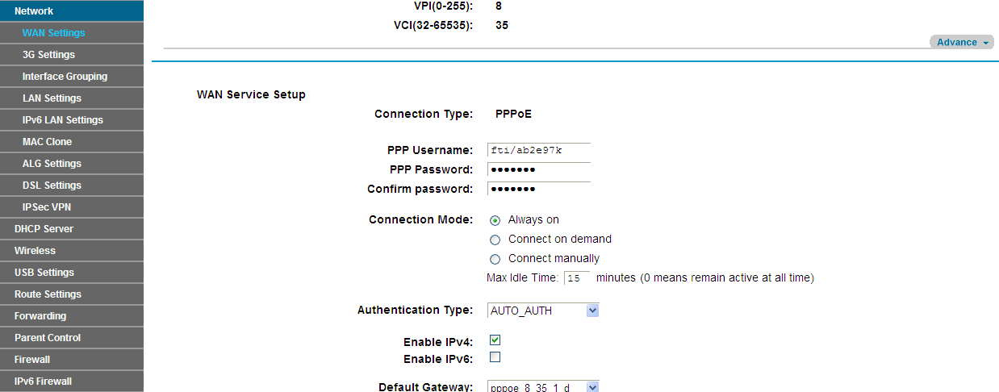 Network
WAN Settings
3G Settings
Interface Grouping
LAN Settings
IPv6 LAN Settings
MAC Clone
ALG Settings
DSL Settings
IPSec VPN
DHCP Server
Wireless
USB Settings
Route Settings
Forwarding
Parent Control
Firewall
IPv6 Firewall
VPI(0-255): 8
VCI(32-65535): 35
Advance
WAN Service Setup
Connection Type: PPPoE
PPP Username: fti/ab2e97k
PPP Password: ●●●●●●●
Confirm password: ●●●●●●●
Connection Mode: Always on
Connect on demand
Connect manually
Max Idle Time: 15 minutes (0 means remain active at all time)
Authentication Type: AUTO_AUTH
Enable IPv4:
Enable IPv6:
Default Gateway: pppoe_8_35_1_d